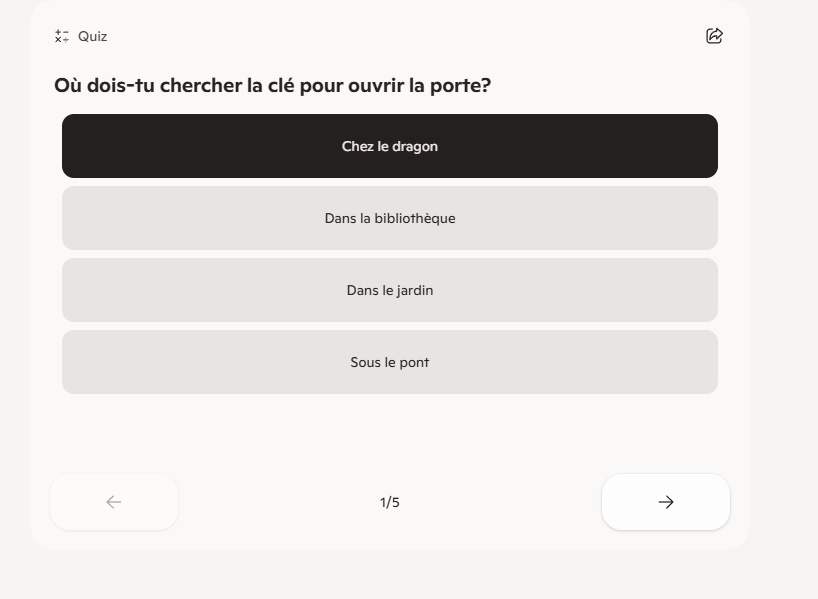 Quiz
Où dois-tu chercher la clé pour ouvrir la porte?
Chez le dragon
Dans la bibliothèque
Dans le jardin
Sous le pont
1/5